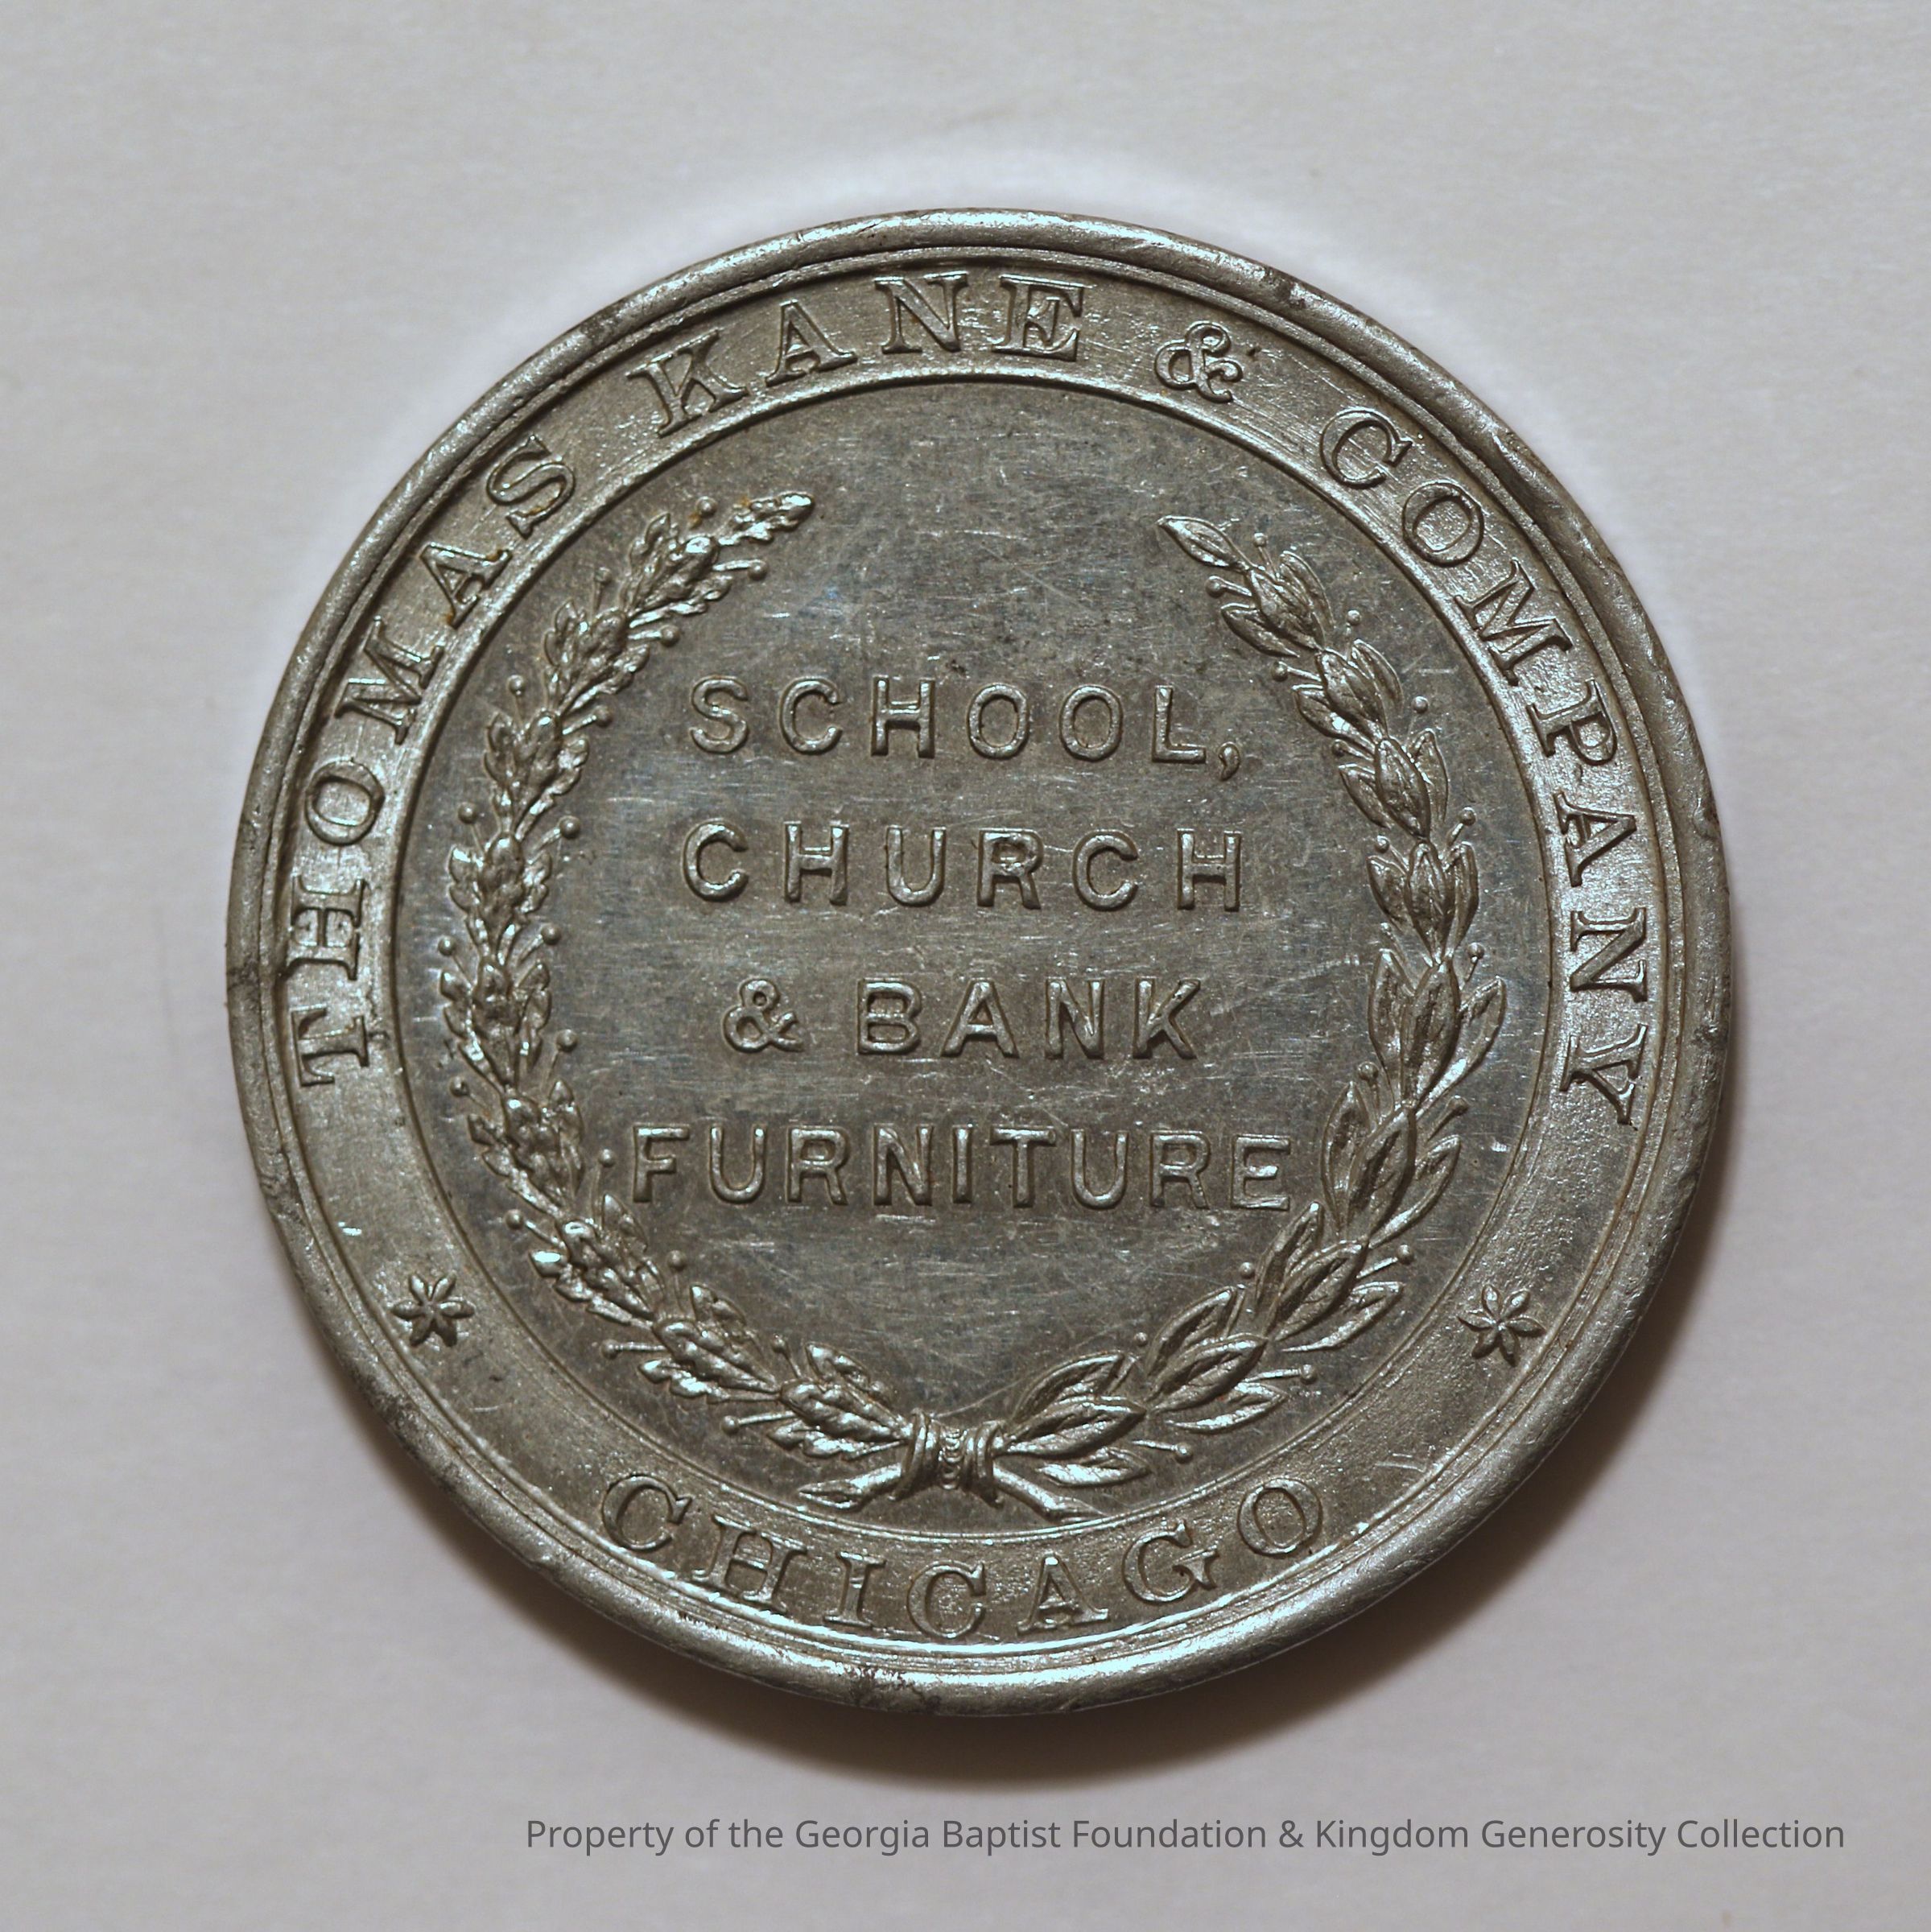 THOMAS KANE & COMPANY
SCHOOL,
CHURCH
& BANK
FURNITURE
CHICAGO
Property of the Georgia Baptist Foundation & Kingdom Generosity Collection